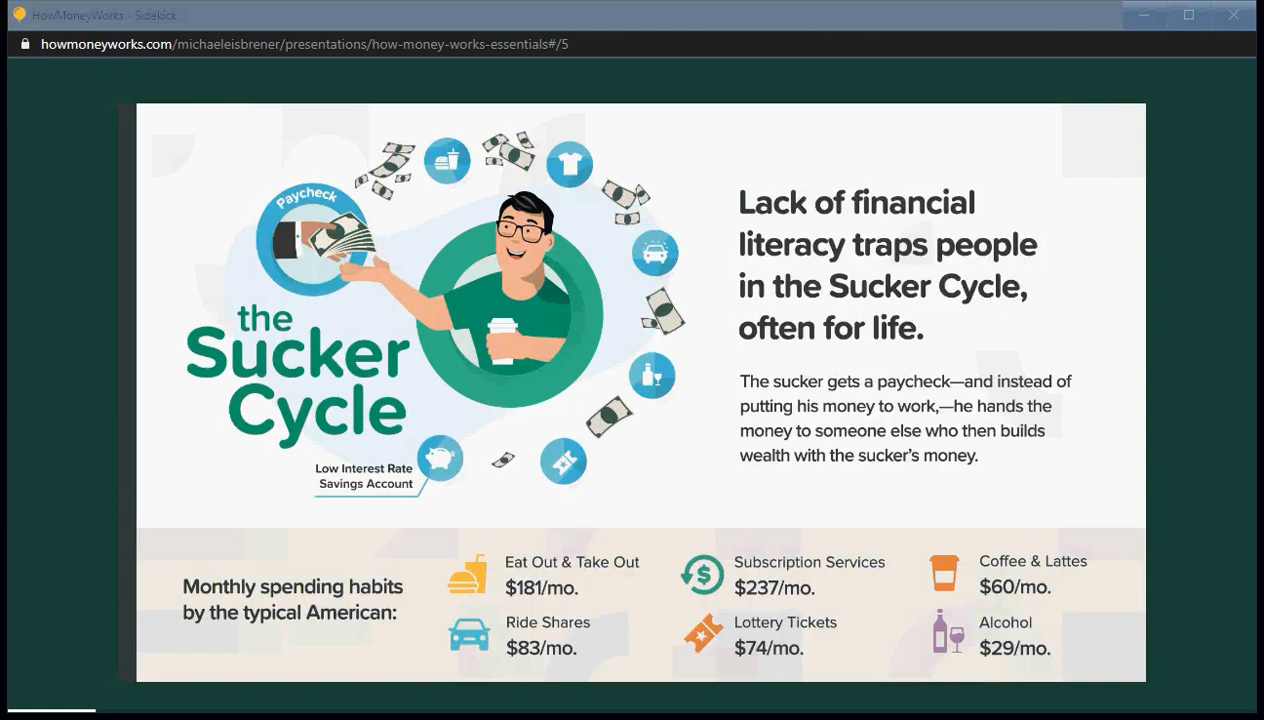 HowMoneyWorks - Sidekick
howmoneyworks.com/michaeleisbrener/presentations/how-money-works-essentials#/5
Paycheck
the
Sucker
Cycle
Low Interest Rate
Savings Account
Lack of financial
literacy traps people
in the Sucker Cycle,
often for life.
The sucker gets a paycheck—and instead of
putting his money to work,—he hands the
money to someone else who then builds
wealth with the sucker's money.
Monthly spending habits
by the typical American:
Eat Out & Take Out
$181/mo.
Subscription Services
$237/mo.
Coffee & Lattes
$60/mo.
Ride Shares
$83/mo.
Lottery Tickets
$74/mo.
Alcohol
$29/mo.